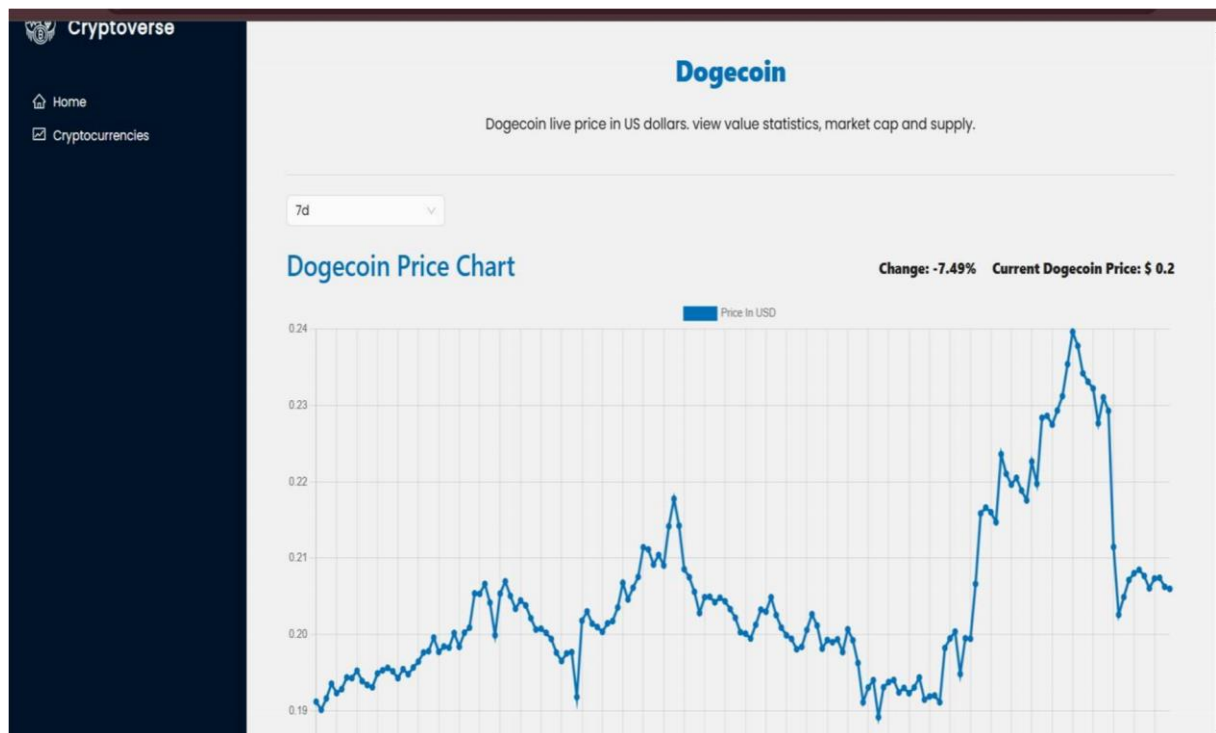 Cryptoverse
Home
Cryptocurrencies
Dogecoin
Dogecoin live price in US dollars. view value statistics, market cap and supply.
7d
Dogecoin Price Chart
Change: -7.49% Current Dogecoin Price: $ 0.2
Price In USD
0.24
0.23
0.22
0.21
0.20
0.19